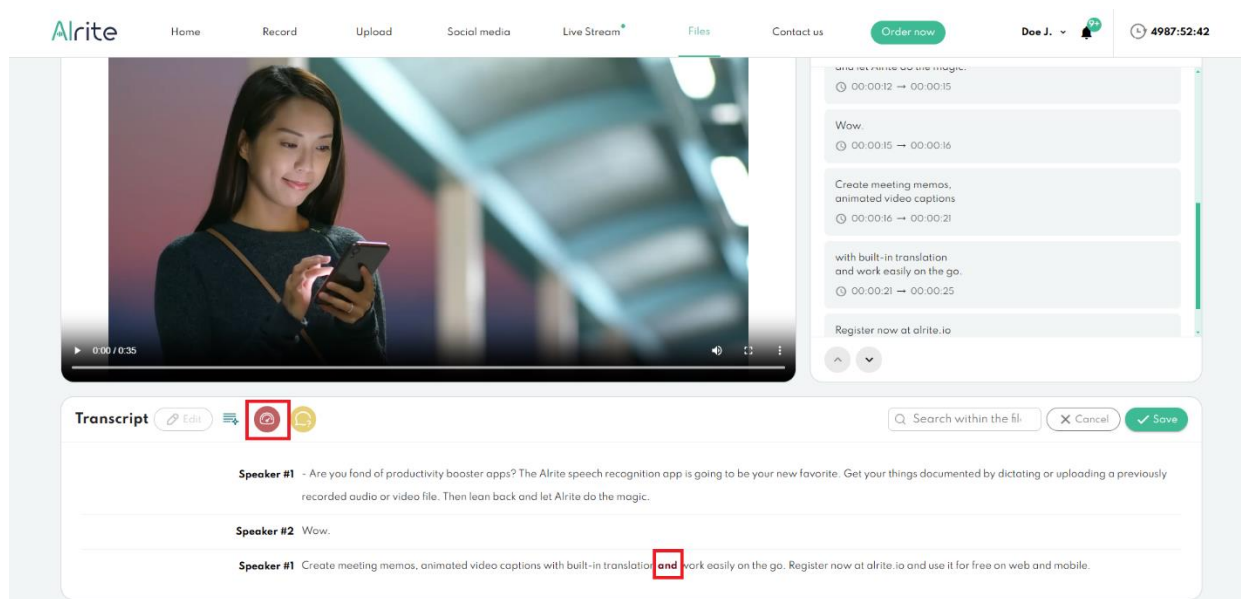 Alrite
Home
Record
Upload
Social media
Live Stream
Files
Contact us
Order now
Doe J.
9+
4987:52:42
and let Alrite do the magic.
00:00:12 → 00:00:15
Wow.
00:00:15 → 00:00:16
Create meeting memos,
animated video captions
00:00:16 → 00:00:21
with built-in translation
and work easily on the go.
00:00:21 → 00:00:25
Register now at alrite.io
0:00 / 0:35
Transcript
Edit
Search within the fil
Cancel
Save
Speaker #1 - Are you fond of productivity booster apps? The Alrite speech recognition app is going to be your new favorite. Get your things documented by dictating or uploading a previously
recorded audio or video file. Then lean back and let Alrite do the magic.
Speaker #2 Wow.
Speaker #1 Create meeting memos, animated video captions with built-in translation and work easily on the go. Register now at alrite.io and use it for free on web and mobile.